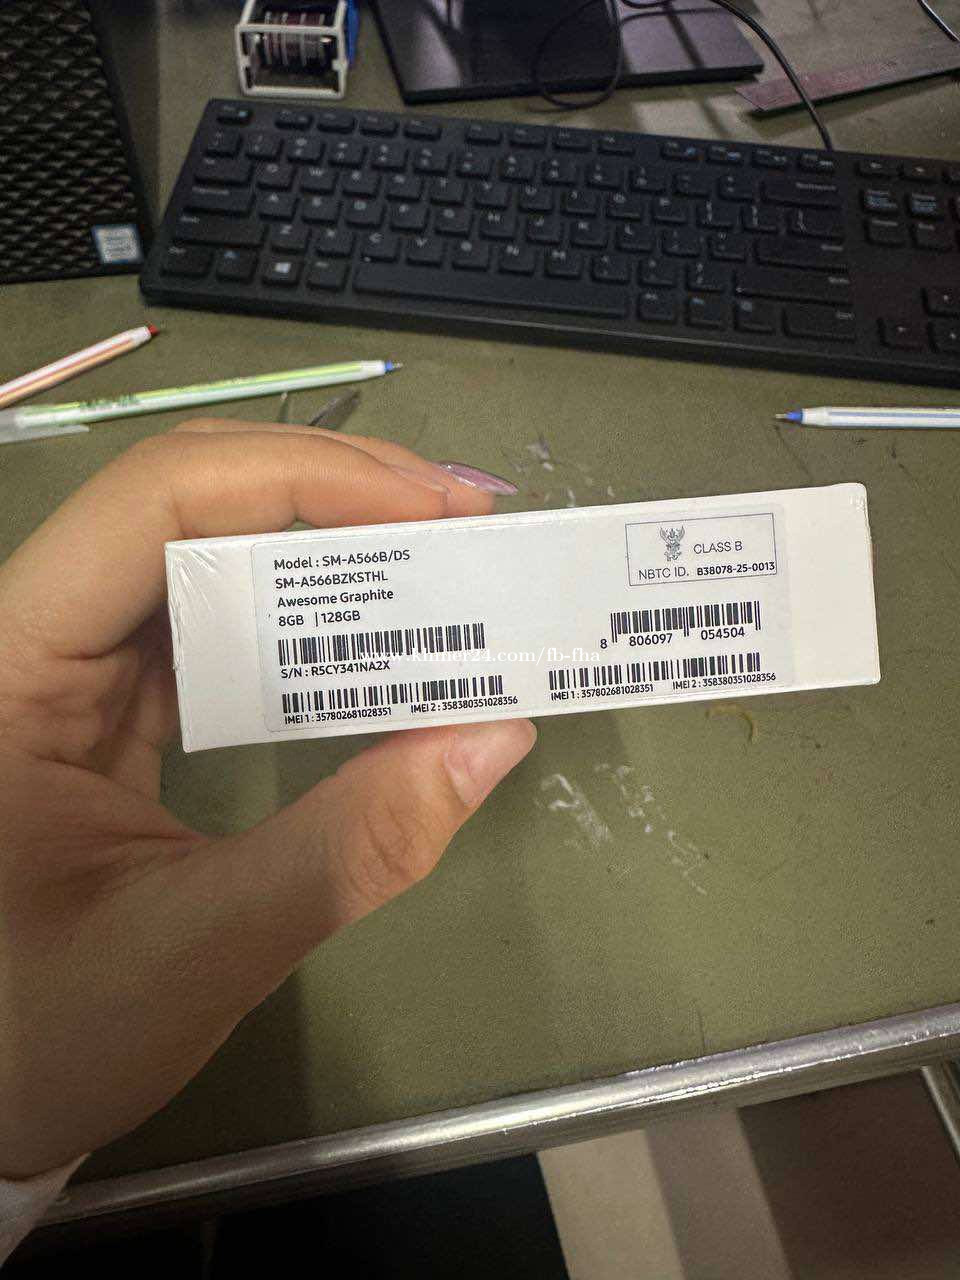 Model : SM-A566B/DS
SM-A566BZKSTHL
Awesome Graphite
8GB | 128GB
S/N : R5CY341NA2X
IMEI 1 : 357802681028351
IMEI 2 : 358380351028356
CLASS B
NBTC ID. B38078-25-0013
8 806097 054504
IMEI 1 : 357802681028351
IMEI 2 : 358380351028356
www.khmer24.com/fb-fha